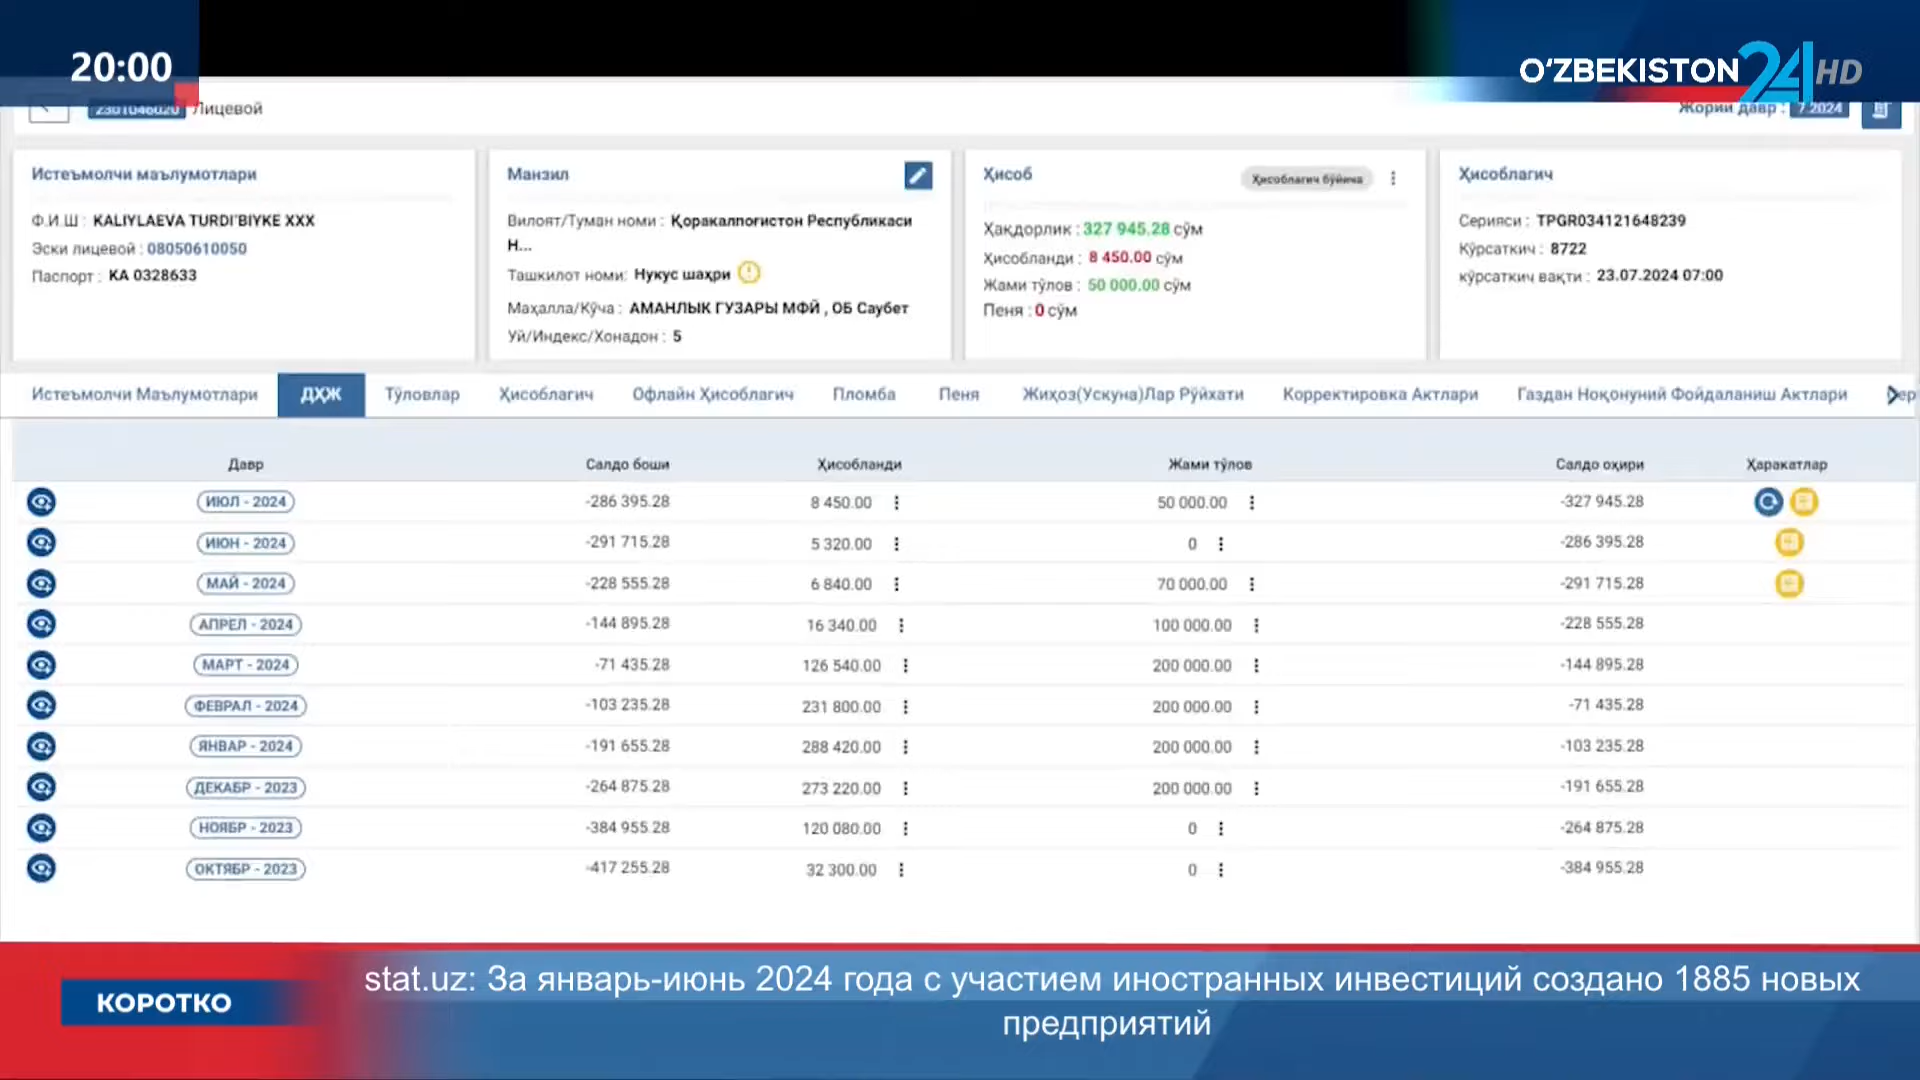 20:00
O‘ZBEKISTON 24 HD
2301046020 Лицевой
Жорий давр : 7.2024
Истеъмолчи маълумотлари
Ф.И.Ш : KALIYLAEVA TURDI'BIYKE XXX
Эски лицевой : 08050610050
Паспорт : KA 0328633
Манзил
Вилоят/Туман номи : Қорақалпоғистон Республикаси
Н...
Ташкилот номи: Нукус шаҳри
Маҳалла/Кўча : АМАНЛЫК ГУЗАРЫ МФЙ , ОБ Саубет
Уй/Индекс/Хонадон : 5
Ҳисоб
Ҳисоблагич бўйича
Ҳақдорлик : 327 945.28 сўм
Ҳисобланди : 8 450.00 сўм
Жами тўлов : 50 000.00 сўм
Пеня : 0 сўм
Ҳисоблагич
Серияси : TPGR034121648239
Кўрсаткич : 8722
кўрсаткич вақти : 23.07.2024 07:00
Истеъмолчи Маълумотлари ДҲЖ Тўловлар Ҳисоблагич Офлайн Ҳисоблагич Пломба Пеня Жиҳоз(Ускуна)Лар Рўйхати Корректировка Актлари Газдан Ноқонуний Фойдаланиш Актлари
Давр Салдо боши Ҳисобланди Жами тўлов Салдо охири Ҳаракатлар
ИЮЛ - 2024 -286 395.28 8 450.00 50 000.00 -327 945.28
ИЮН - 2024 -291 715.28 5 320.00 0 -286 395.28
МАЙ - 2024 -228 555.28 6 840.00 70 000.00 -291 715.28
АПРЕЛ - 2024 -144 895.28 16 340.00 100 000.00 -228 555.28
МАРТ - 2024 -71 435.28 126 540.00 200 000.00 -144 895.28
ФЕВРАЛ - 2024 -103 235.28 231 800.00 200 000.00 -71 435.28
ЯНВАР - 2024 -191 655.28 288 420.00 200 000.00 -103 235.28
ДЕКАБР - 2023 -264 875.28 273 220.00 200 000.00 -191 655.28
НОЯБР - 2023 -384 955.28 120 080.00 0 -264 875.28
ОКТЯБР - 2023 -417 255.28 32 300.00 0 -384 955.28
КОРОТКО
stat.uz: За январь-июнь 2024 года с участием иностранных инвестиций создано 1885 новых
предприятий